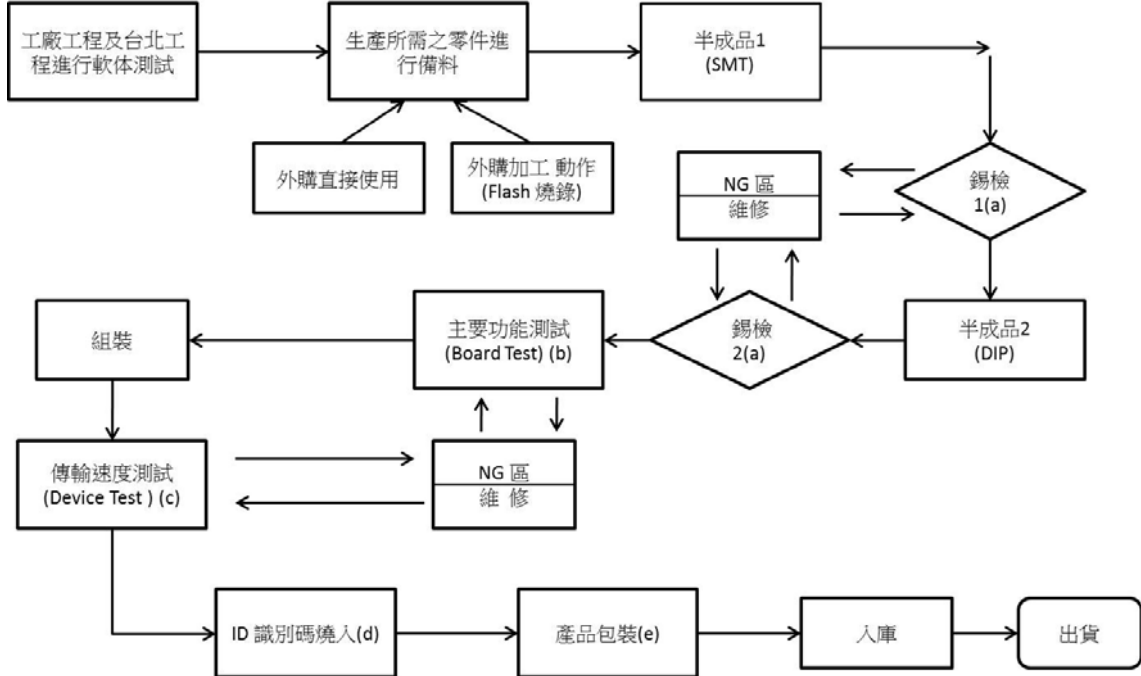 工廠工程及台北工
程進行軟体測試
生產所需之零件進
行備料
半成品1
(SMT)
外購直接使用
外購加工 動作
(Flash 燒錄)
NG 區
維修
錫檢
1(a)
組裝
主要功能測試
(Board Test) (b)
錫檢
2(a)
半成品2
(DIP)
傳輸速度測試
(Device Test ) (c)
NG 區
維 修
ID 識別碼燒入(d)
產品包裝(e)
入庫
出貨